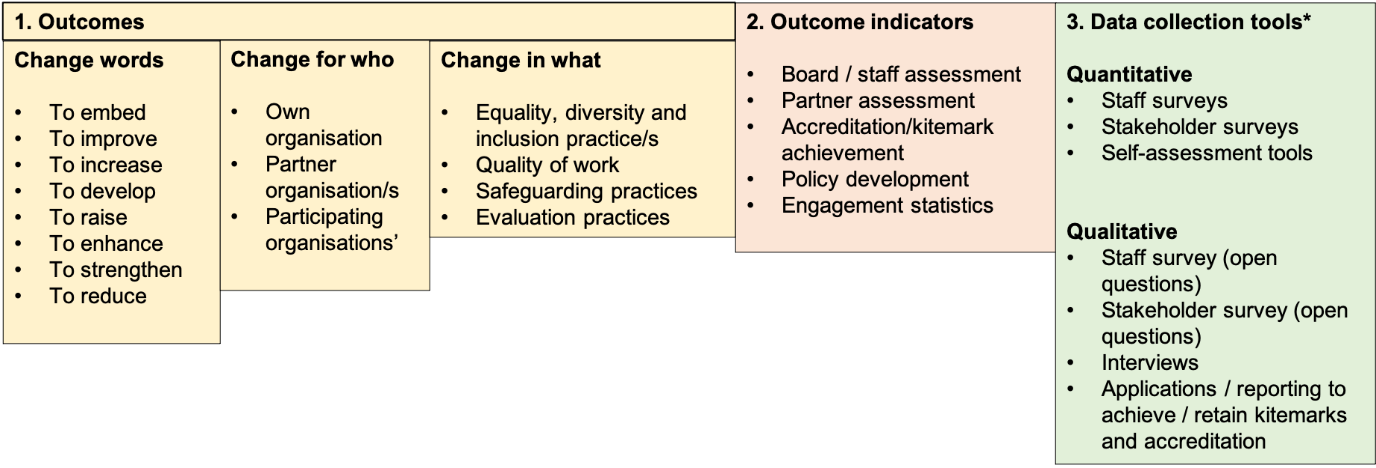 1. Outcomes
Change words
• To embed
• To improve
• To increase
• To develop
• To raise
• To enhance
• To strengthen
• To reduce
Change for who
• Own
organisation
• Partner
organisation/s
• Participating
organisations’
Change in what
• Equality, diversity and
inclusion practice/s
• Quality of work
• Safeguarding practices
• Evaluation practices
2. Outcome indicators
• Board / staff assessment
• Partner assessment
• Accreditation/kitemark
achievement
• Policy development
• Engagement statistics
3. Data collection tools*
Quantitative
• Staff surveys
• Stakeholder surveys
• Self-assessment tools
Qualitative
• Staff survey (open
questions)
• Stakeholder survey (open
questions)
• Interviews
• Applications / reporting to
achieve / retain kitemarks
and accreditation